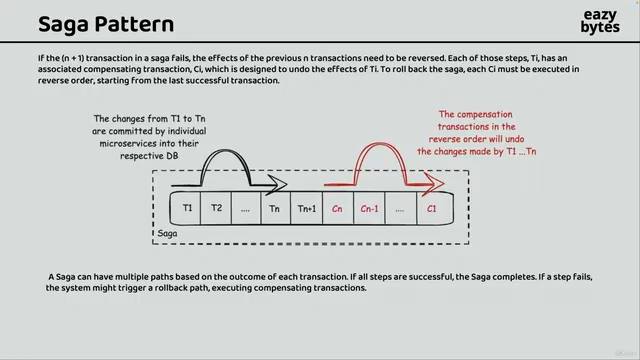 Saga Pattern
eazy
bytes
If the (n + 1) transaction in a saga fails, the effects of the previous n transactions need to be reversed. Each of those steps, Ti, has an
associated compensating transaction, Ci, which is designed to undo the effects of Ti. To roll back the saga, each Ci must be executed in
reverse order, starting from the last successful transaction.
The changes from T1 to Tn
are committed by individual
microservices into their
respective DB
The compensation
transactions in the
reverse order will undo
the changes made by T1 ...Tn
T1 T2 .... Tn Tn+1 Cn Cn-1 .... C1
Saga
A Saga can have multiple paths based on the outcome of each transaction. If all steps are successful, the Saga completes. If a step fails,
the system might trigger a rollback path, executing compensating transactions.